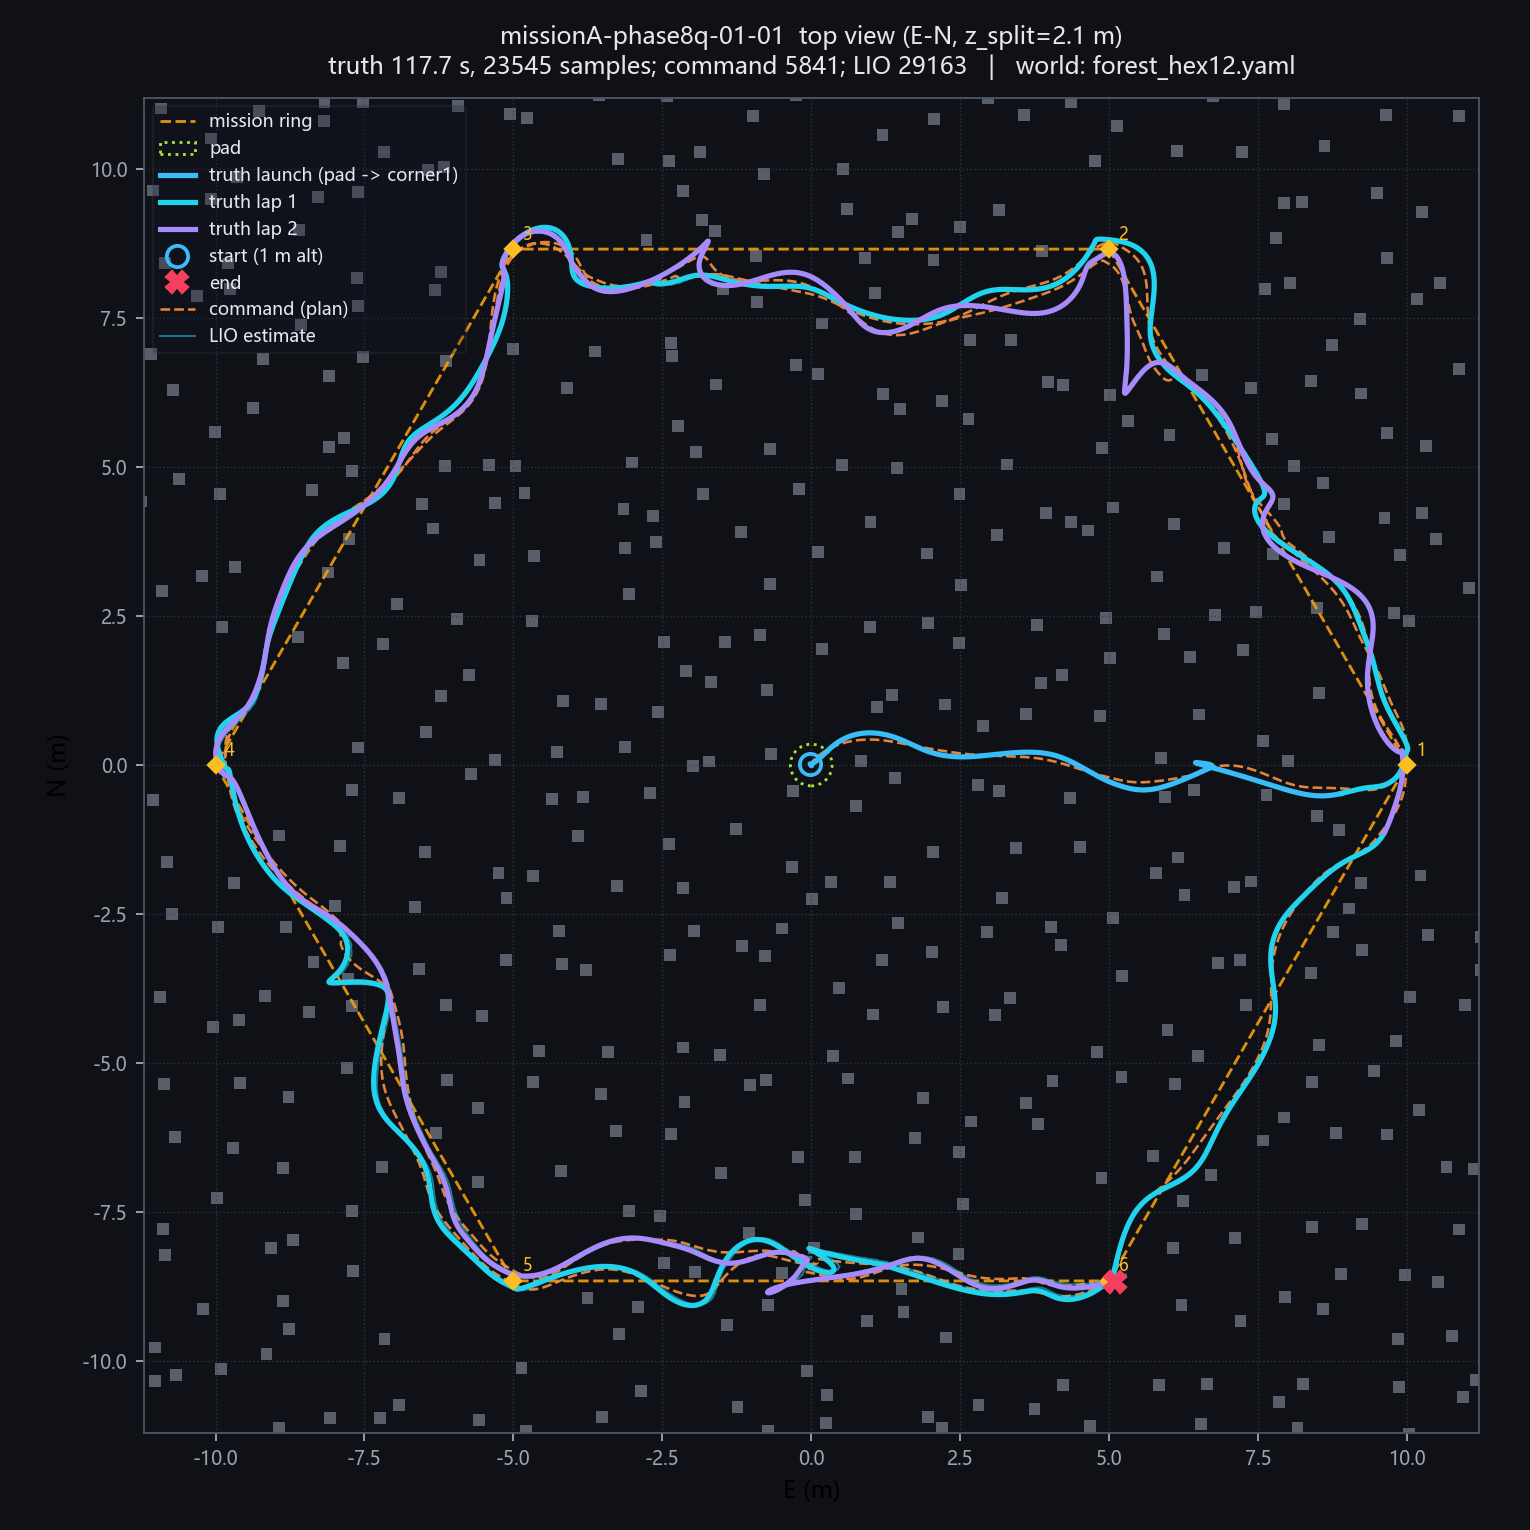 missionA-phase8q-01-01  top view (E-N, z_split=2.1 m)
truth 117.7 s, 23545 samples; command 5841; LIO 29163   |   world: forest_hex12.yaml
mission ring
pad
truth launch (pad -> corner1)
truth lap 1
truth lap 2
start (1 m alt)
end
command (plan)
LIO estimate
10.0
7.5
5.0
2.5
0.0
-2.5
-5.0
-7.5
-10.0
N (m)
3
2
4
1
5
6
-10.0
-7.5
-5.0
-2.5
0.0
2.5
5.0
7.5
10.0
E (m)